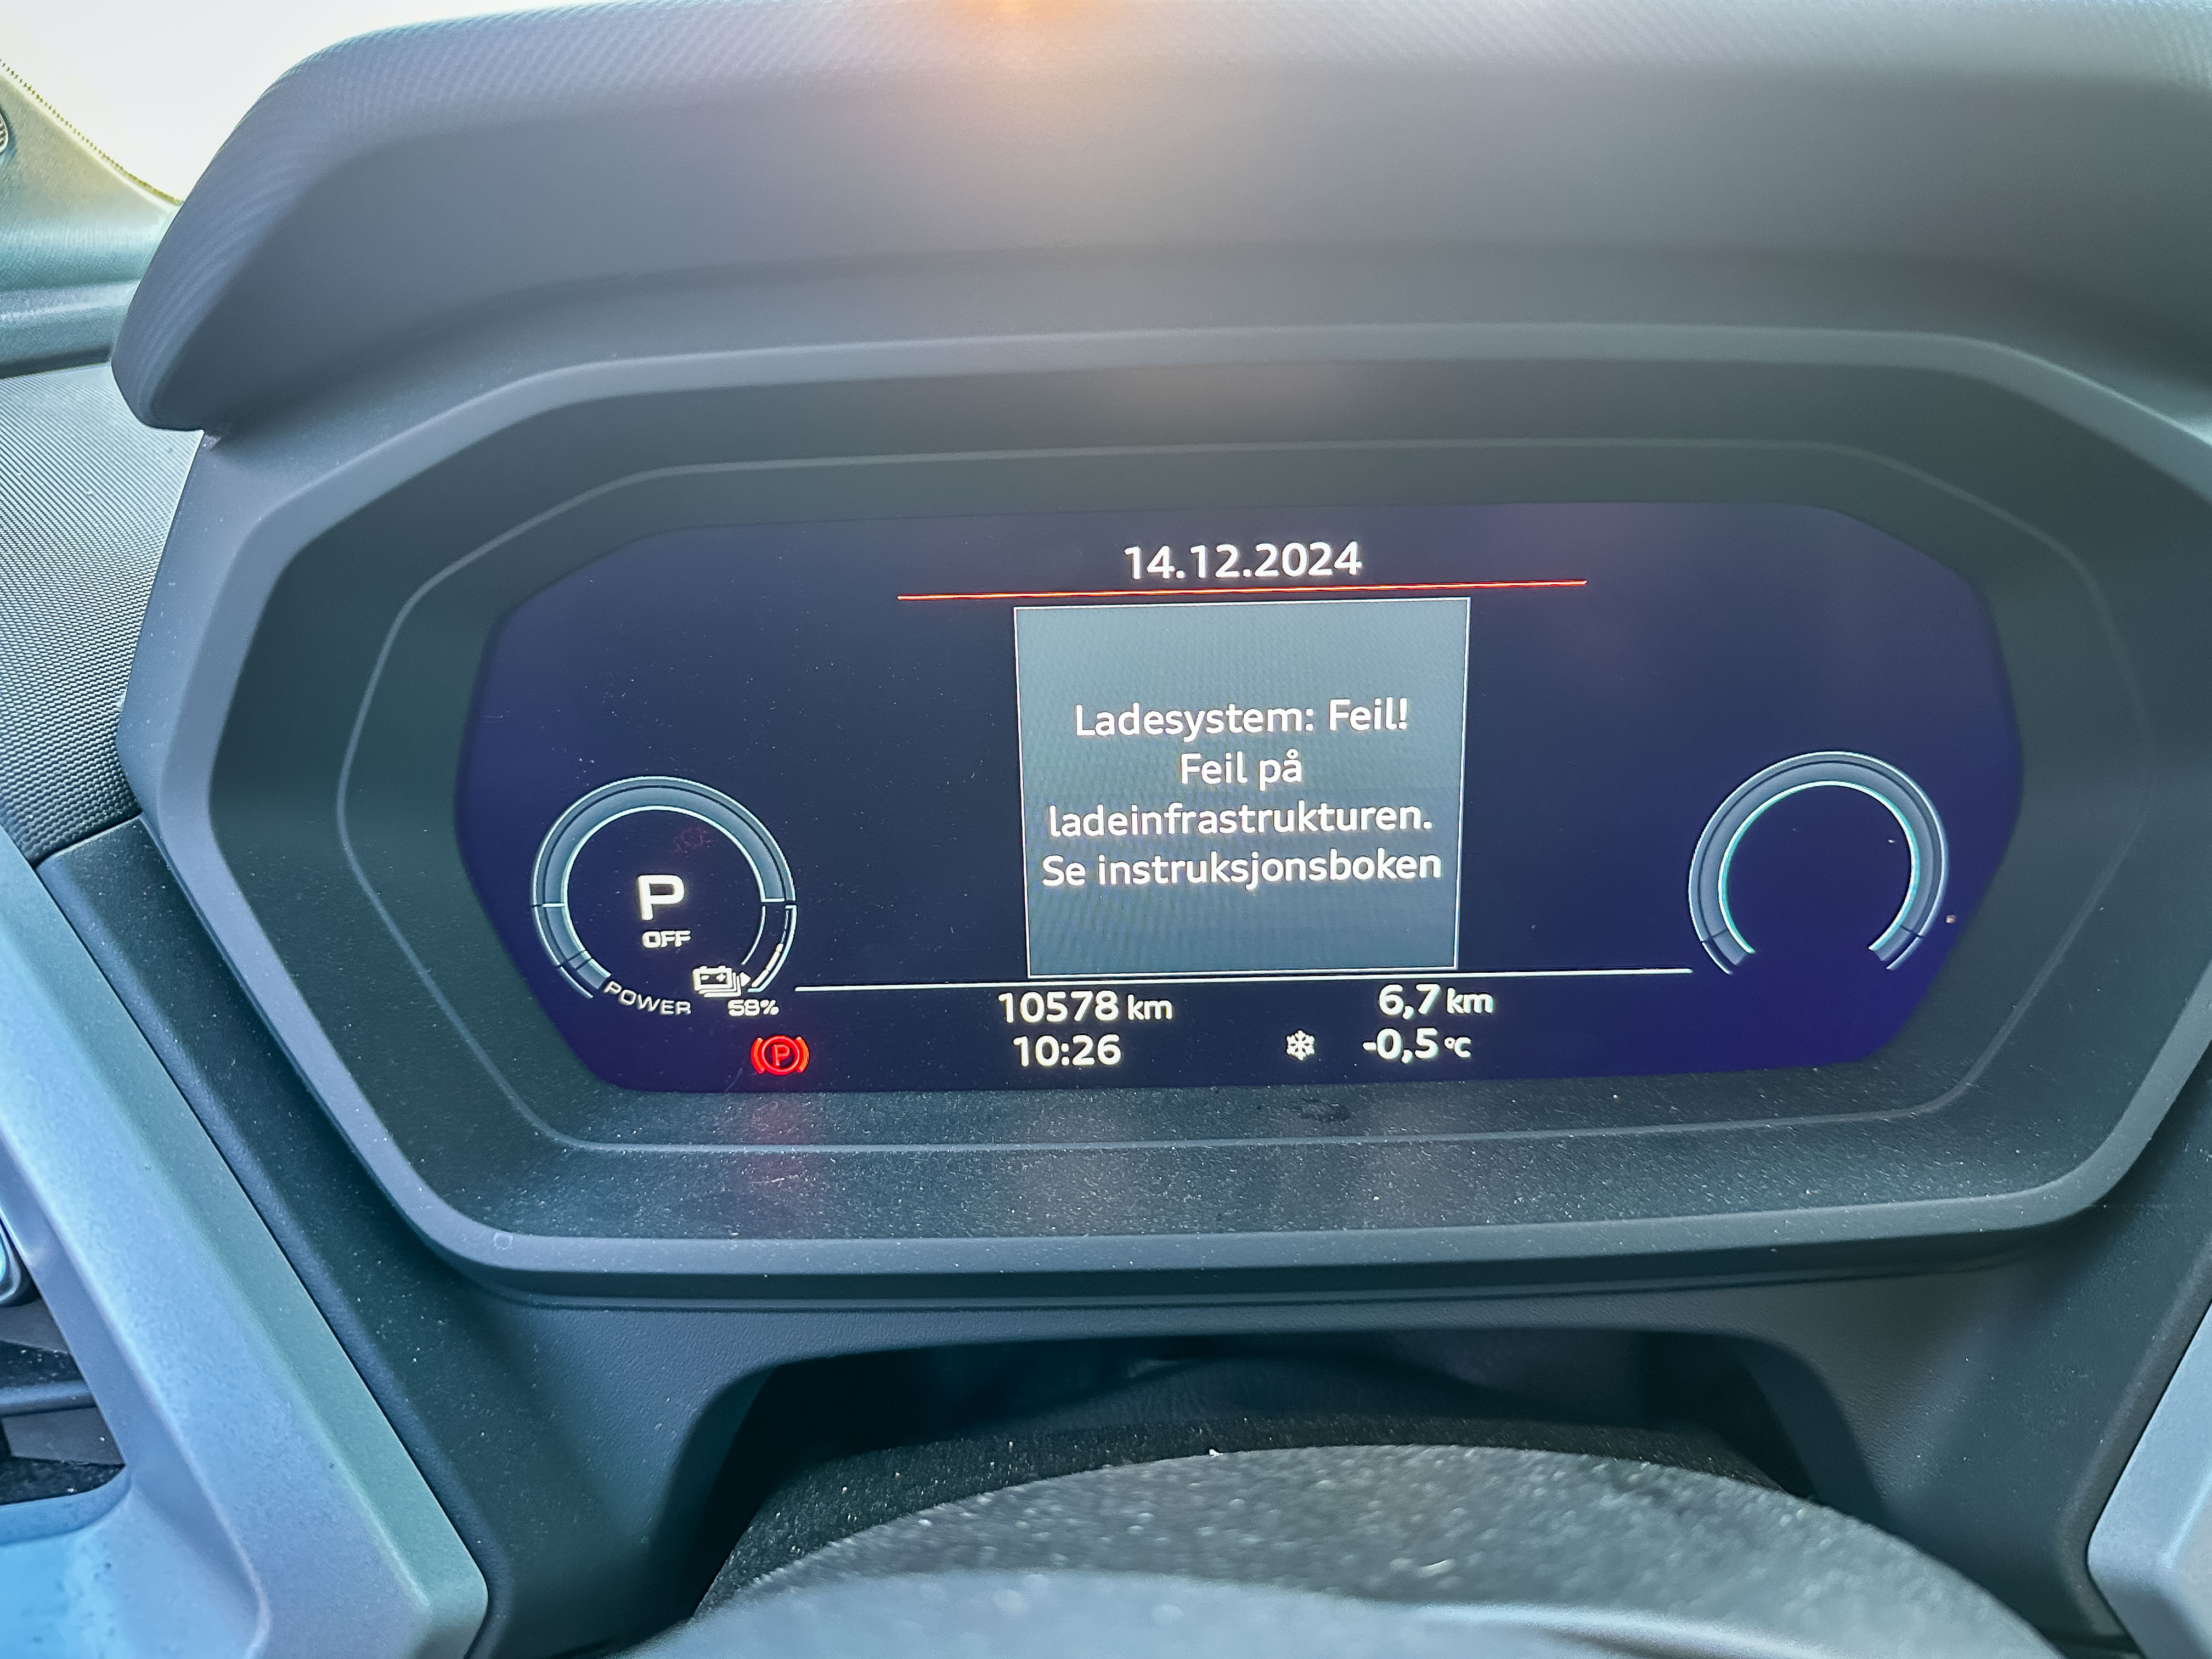 14.12.2024
Ladesystem: Feil!
Feil på
ladeinfrastrukturen.
Se instruksjonsboken
P
OFF
POWER
58%
10578 km
6,7 km
P
10:26
-0,5 °C